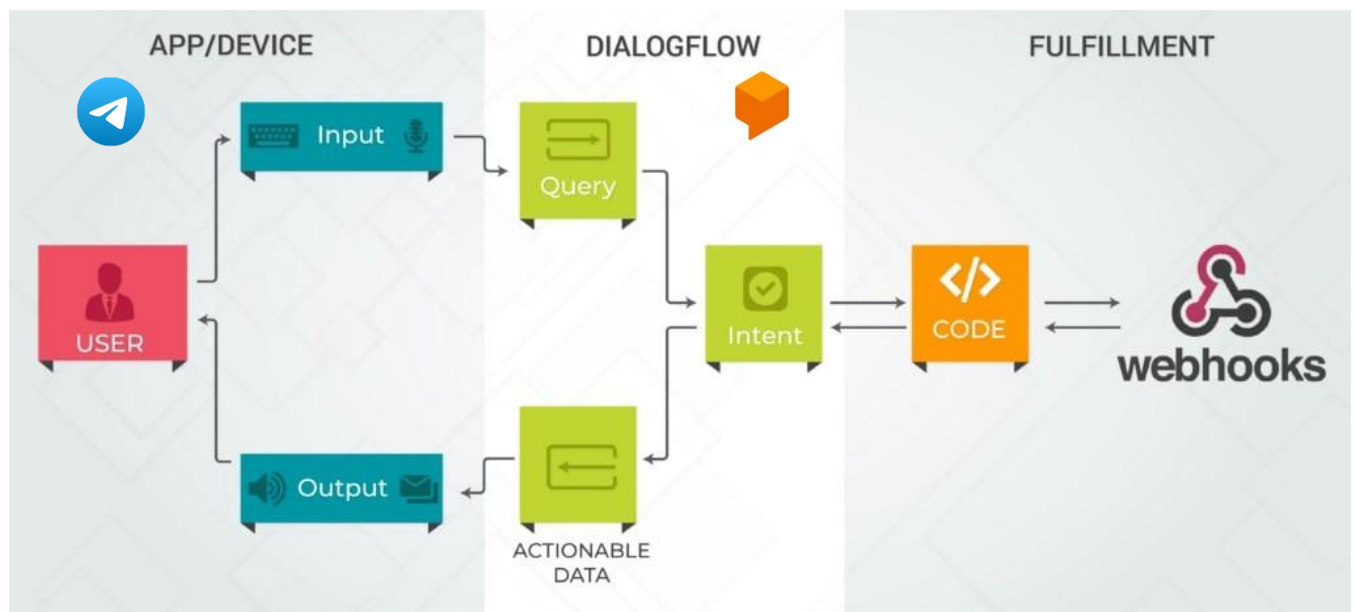 APP/DEVICE
DIALOGFLOW
FULFILLMENT
Input
Query
USER
Intent
</>
CODE
webhooks
Output
ACTIONABLE
DATA